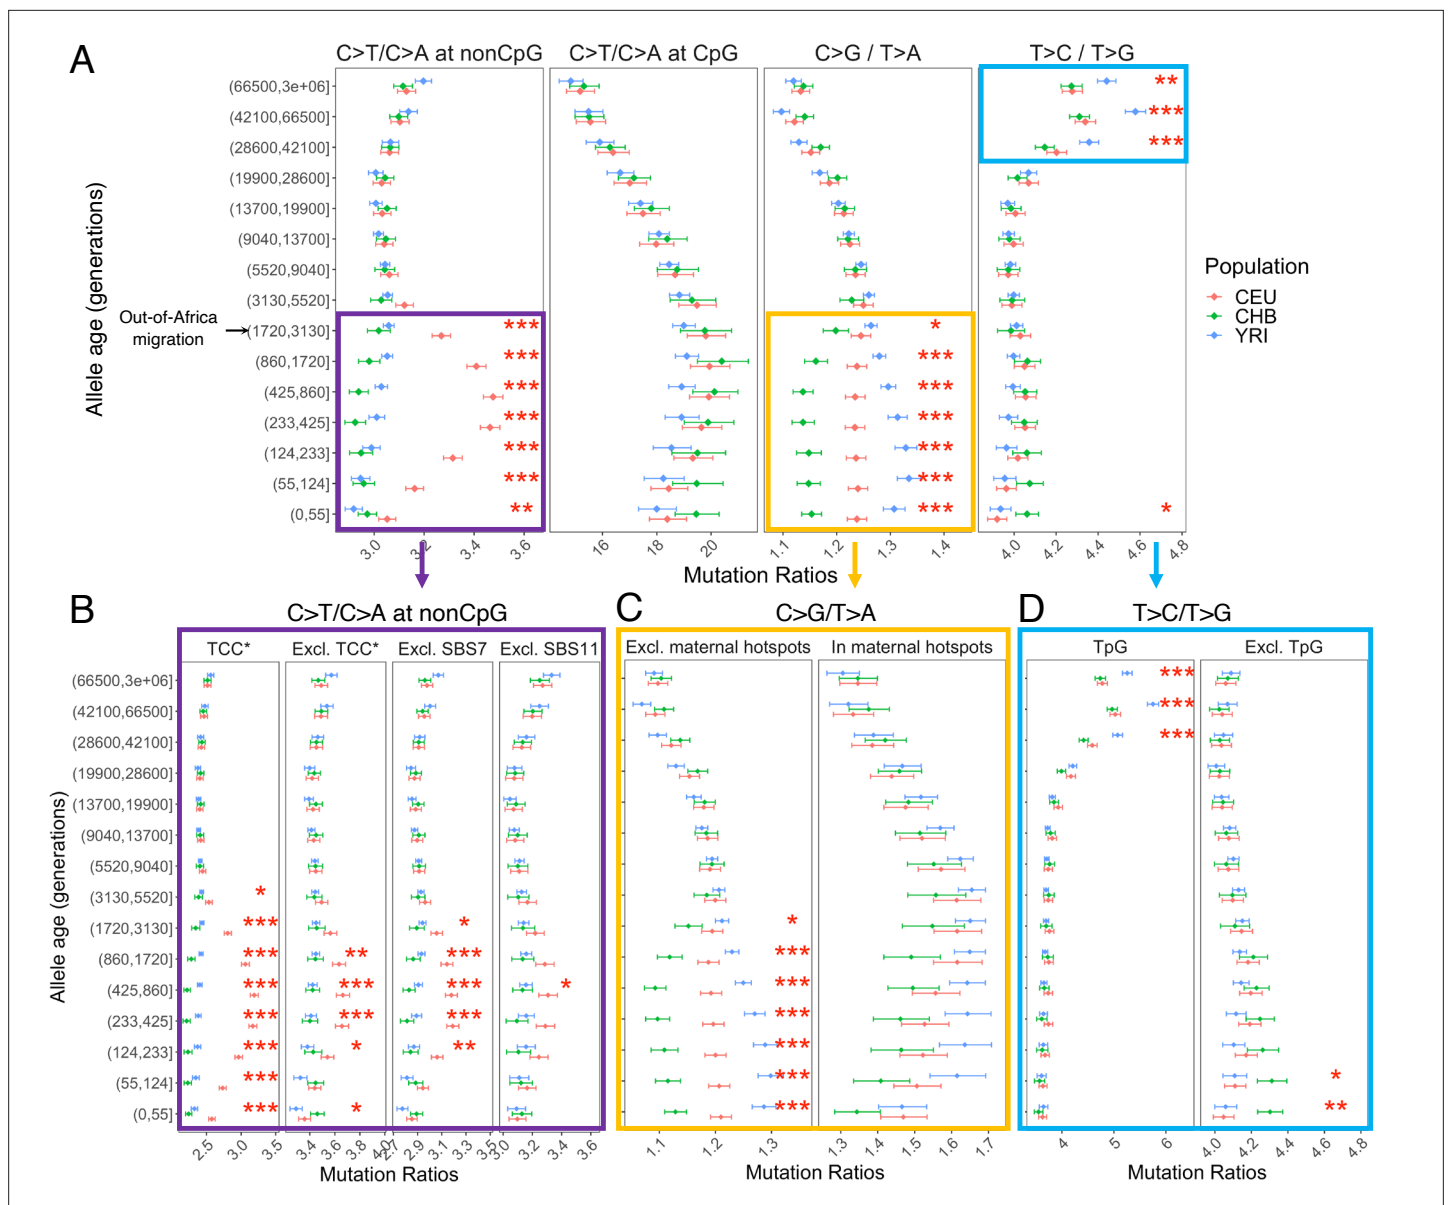 A
C>T/C>A at nonCpG
C>T/C>A at CpG
C>G / T>A
T>C / T>G
Allele age (generations)
(66500,3e+06]
(42100,66500]
(28600,42100]
(19900,28600]
(13700,19900]
(9040,13700]
(5520,9040]
(3130,5520]
(1720,3130]
(860,1720]
(425,860]
(233,425]
(124,233]
(55,124]
(0,55]
Out-of-Africa
migration
***
***
***
***
***
***
**
*
***
***
***
***
***
***
**
***
***
*
3.0 3.2 3.4 3.6
16 18 20
1.1 1.2 1.3 1.4
4.0 4.2 4.4 4.6 4.8
Mutation Ratios
Population
CEU
CHB
YRI
B
C>T/C>A at nonCpG
TCC*
Excl. TCC*
Excl. SBS7
Excl. SBS11
Allele age (generations)
(66500,3e+06]
(42100,66500]
(28600,42100]
(19900,28600]
(13700,19900]
(9040,13700]
(5520,9040]
(3130,5520]
(1720,3130]
(860,1720]
(425,860]
(233,425]
(124,233]
(55,124]
(0,55]
*
***
***
***
***
***
***
***
**
***
***
*
*
*
***
***
***
**
*
2.5 3.0 3.5
3.4 3.6 3.8 4.0
2.7 2.9 3.1 3.3 3.5
3.0 3.2 3.4 3.6
Mutation Ratios
C
C>G/T>A
Excl. maternal hotspots
In maternal hotspots
*
***
***
***
***
***
***
1.1 1.2 1.3
1.3 1.4 1.5 1.6 1.7
Mutation Ratios
D
T>C/T>G
TpG
Excl. TpG
***
***
***
*
**
4 5 6
4.0 4.2 4.4 4.6 4.8
Mutation Ratios